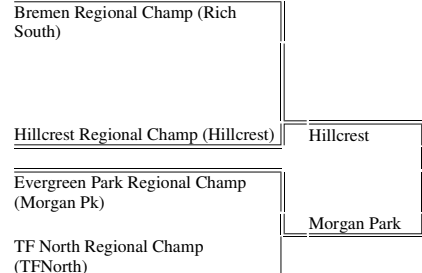 Bremen Regional Champ (Rich
South)
Hillcrest Regional Champ (Hillcrest)
Hillcrest
Evergreen Park Regional Champ
(Morgan Pk)
Morgan Park
TF North Regional Champ
(TFNorth)